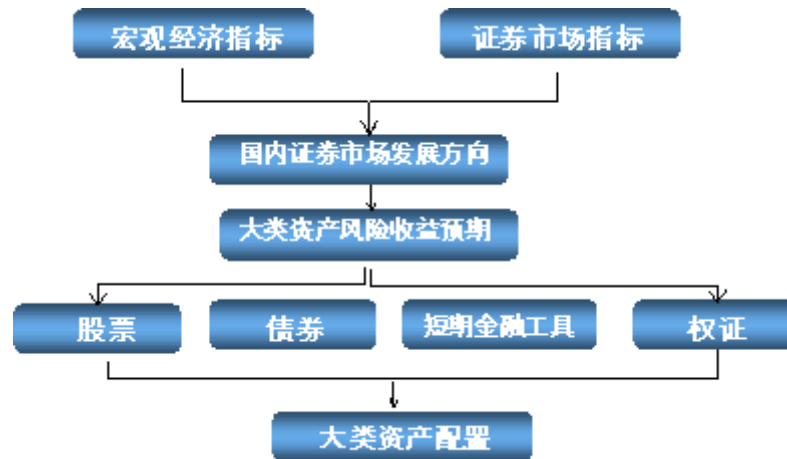 宏观经济指标
证券市场指标
国内证券市场发展方向
大类资产风险收益预期
股票
债券
短期金融工具
权证
大类资产配置